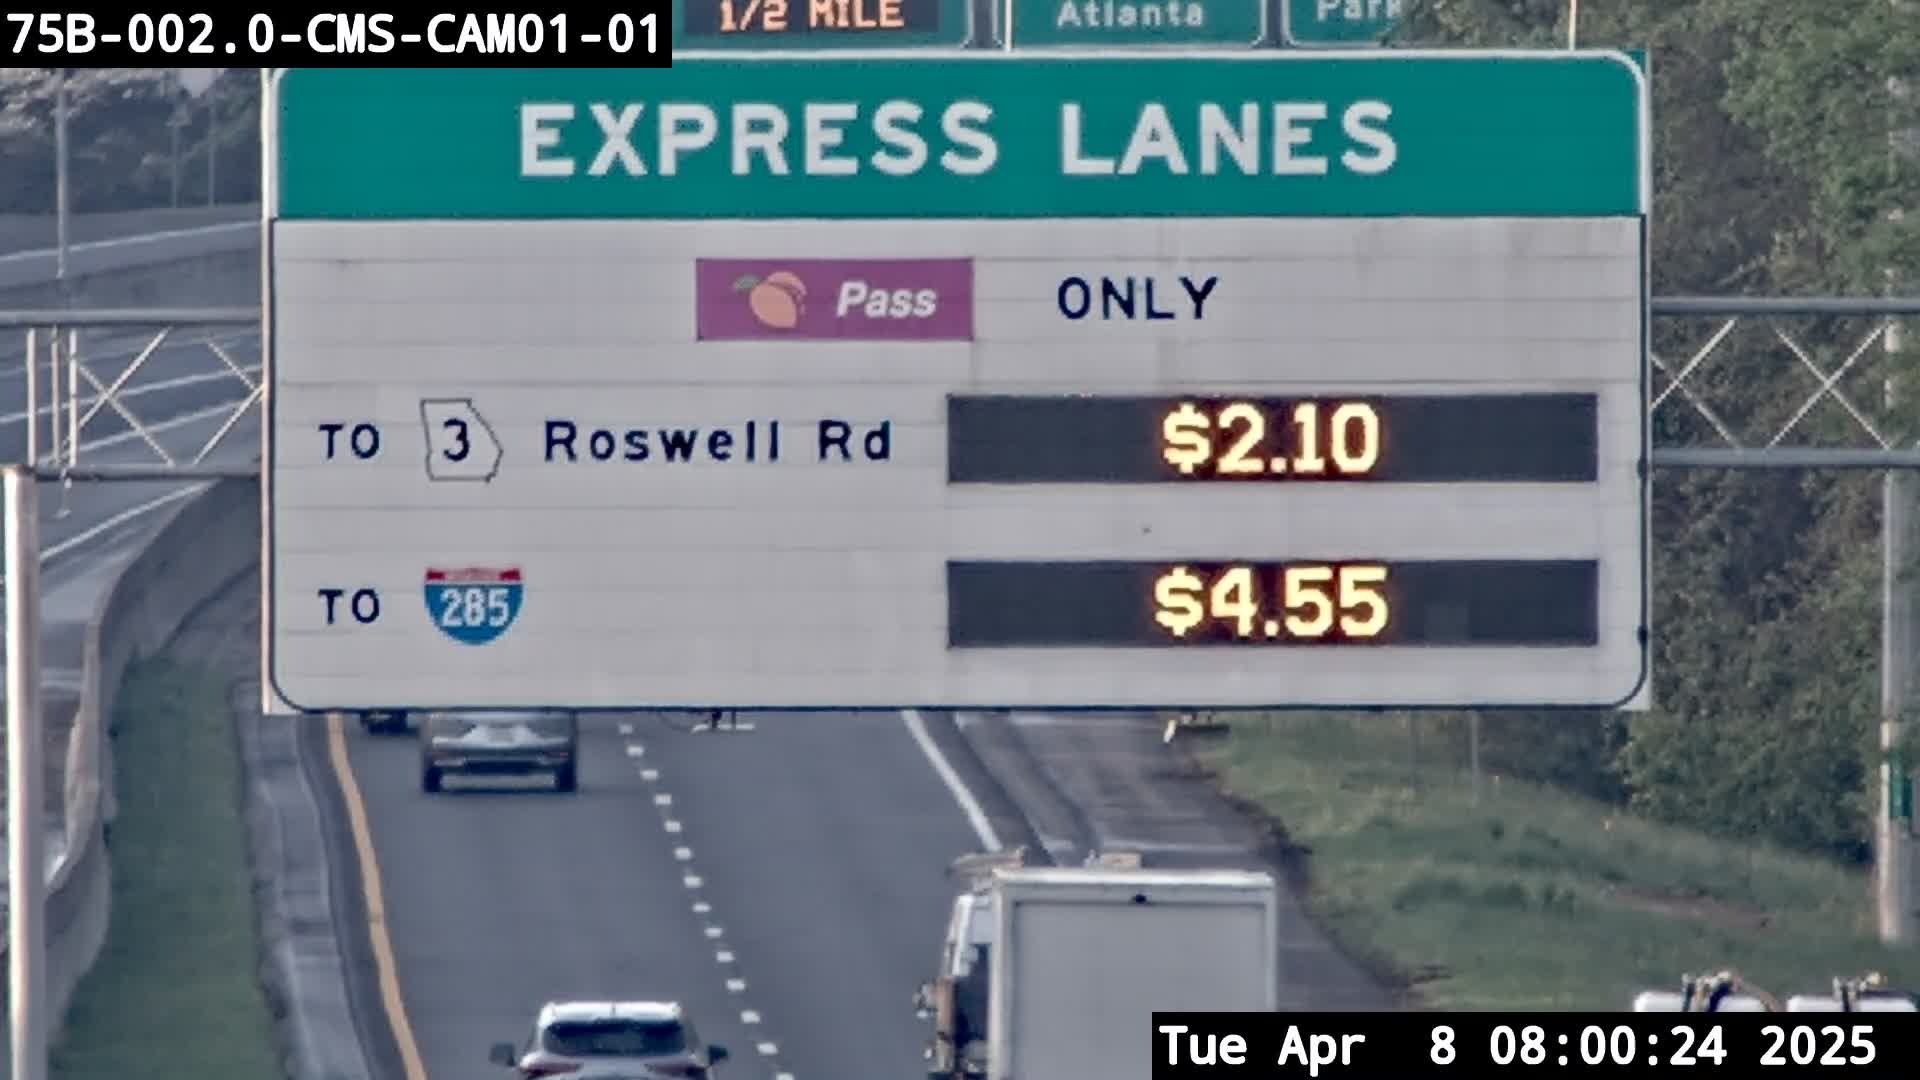 75B-002.0-CMS-CAM01-01
1/2 MILE
Atlanta
Park
EXPRESS LANES
Pass ONLY
TO 3 Roswell Rd $2.10
TO 285 $4.55
Tue Apr 8 08:00:24 2025